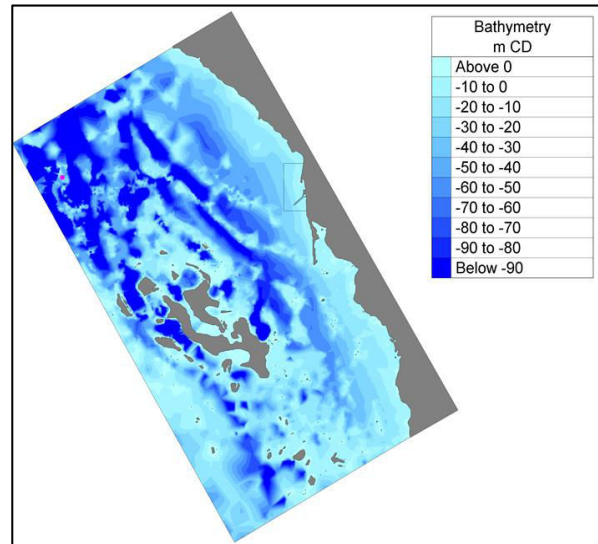 Bathymetry
m CD
Above 0
-10 to 0
-20 to -10
-30 to -20
-40 to -30
-50 to -40
-60 to -50
-70 to -60
-80 to -70
-90 to -80
Below -90